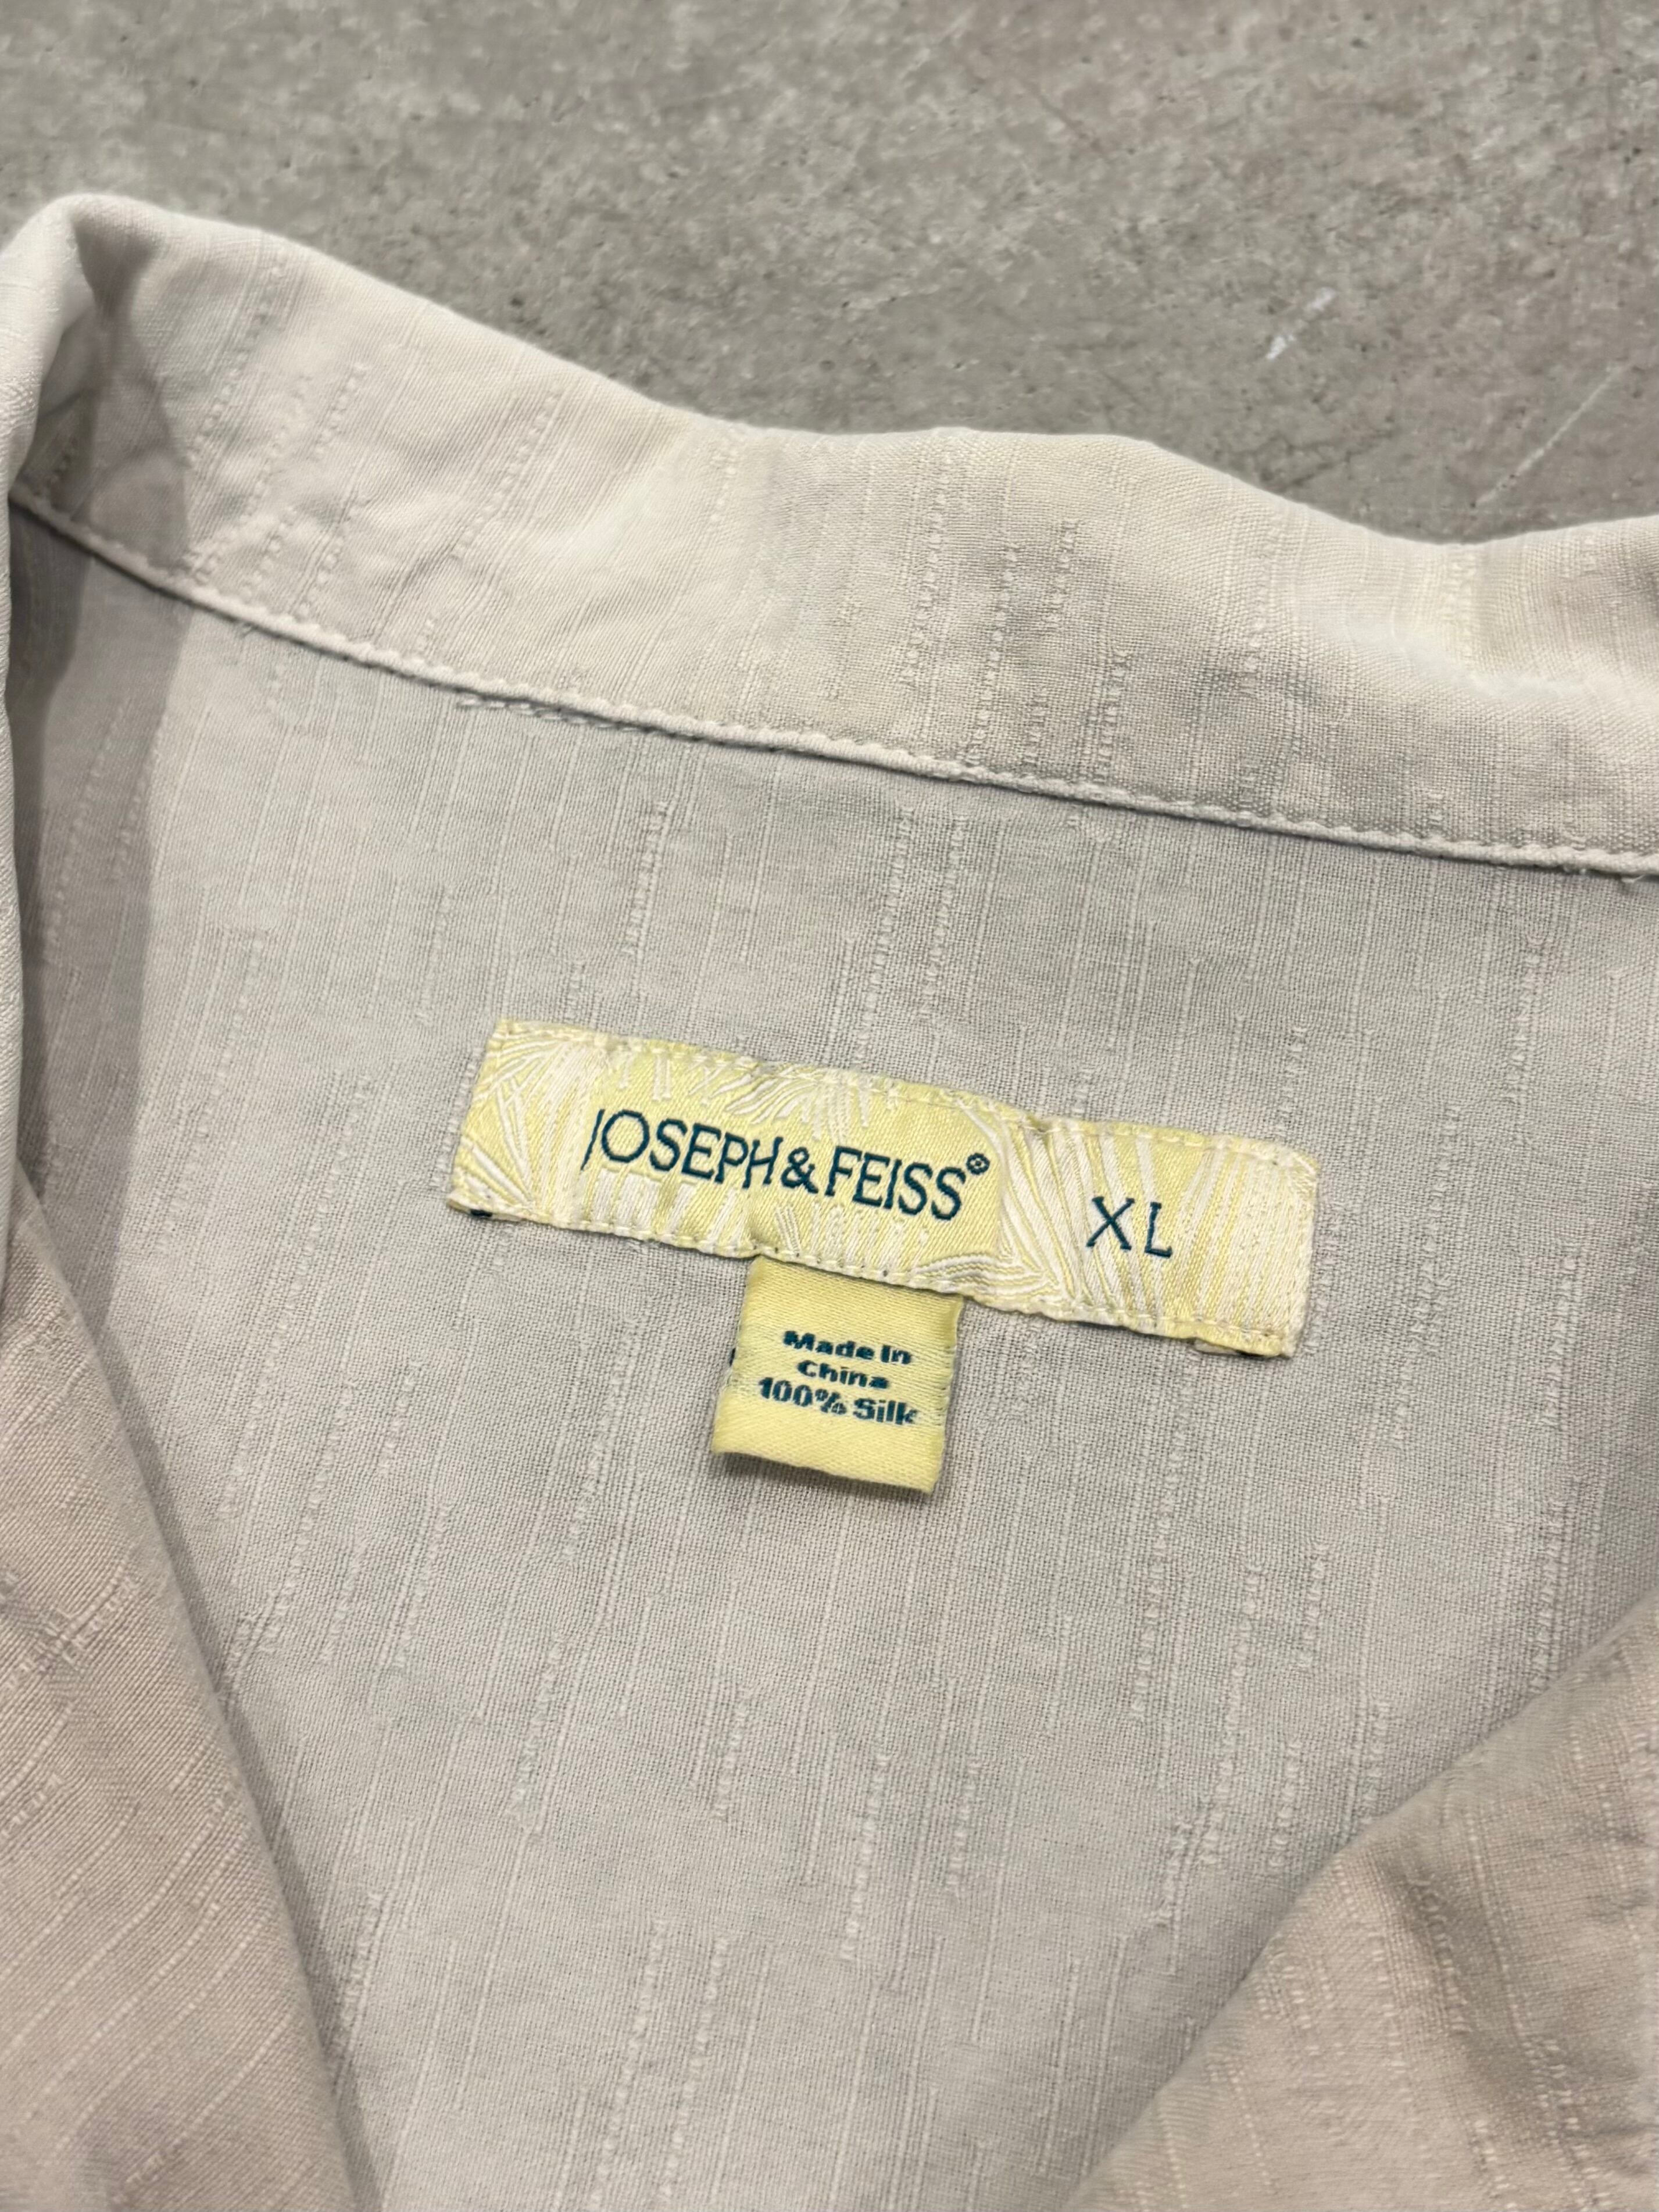 JOSEPH & FEISS® XL
Made In
China
100% Silk